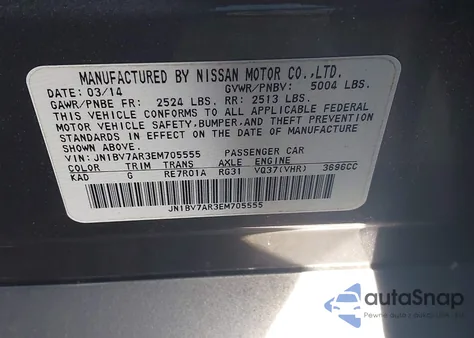 MANUFACTURED BY NISSAN MOTOR CO.,LTD.
DATE: 03/14 GVWR/PNBV: 5004 LBS.
GAWR/PNBE FR: 2524 LBS. RR: 2513 LBS.
THIS VEHICLE CONFORMS TO ALL APPLICABLE FEDERAL
MOTOR VEHICLE SAFETY,BUMPER,AND THEFT PREVENTION
STANDARDS IN EFFECT ON THE DATE OF MANUFACTURE
SHOWN ABOVE.
VIN: JN1BV7AR3EM705555 PASSENGER CAR
COLOR TRIM TRANS AXLE ENGINE
KAD G RE7R01A RG31 VQ37(VHR) 3696CC
JN1BV7AR3EM705555
autoSnap
Pewne auto z USA